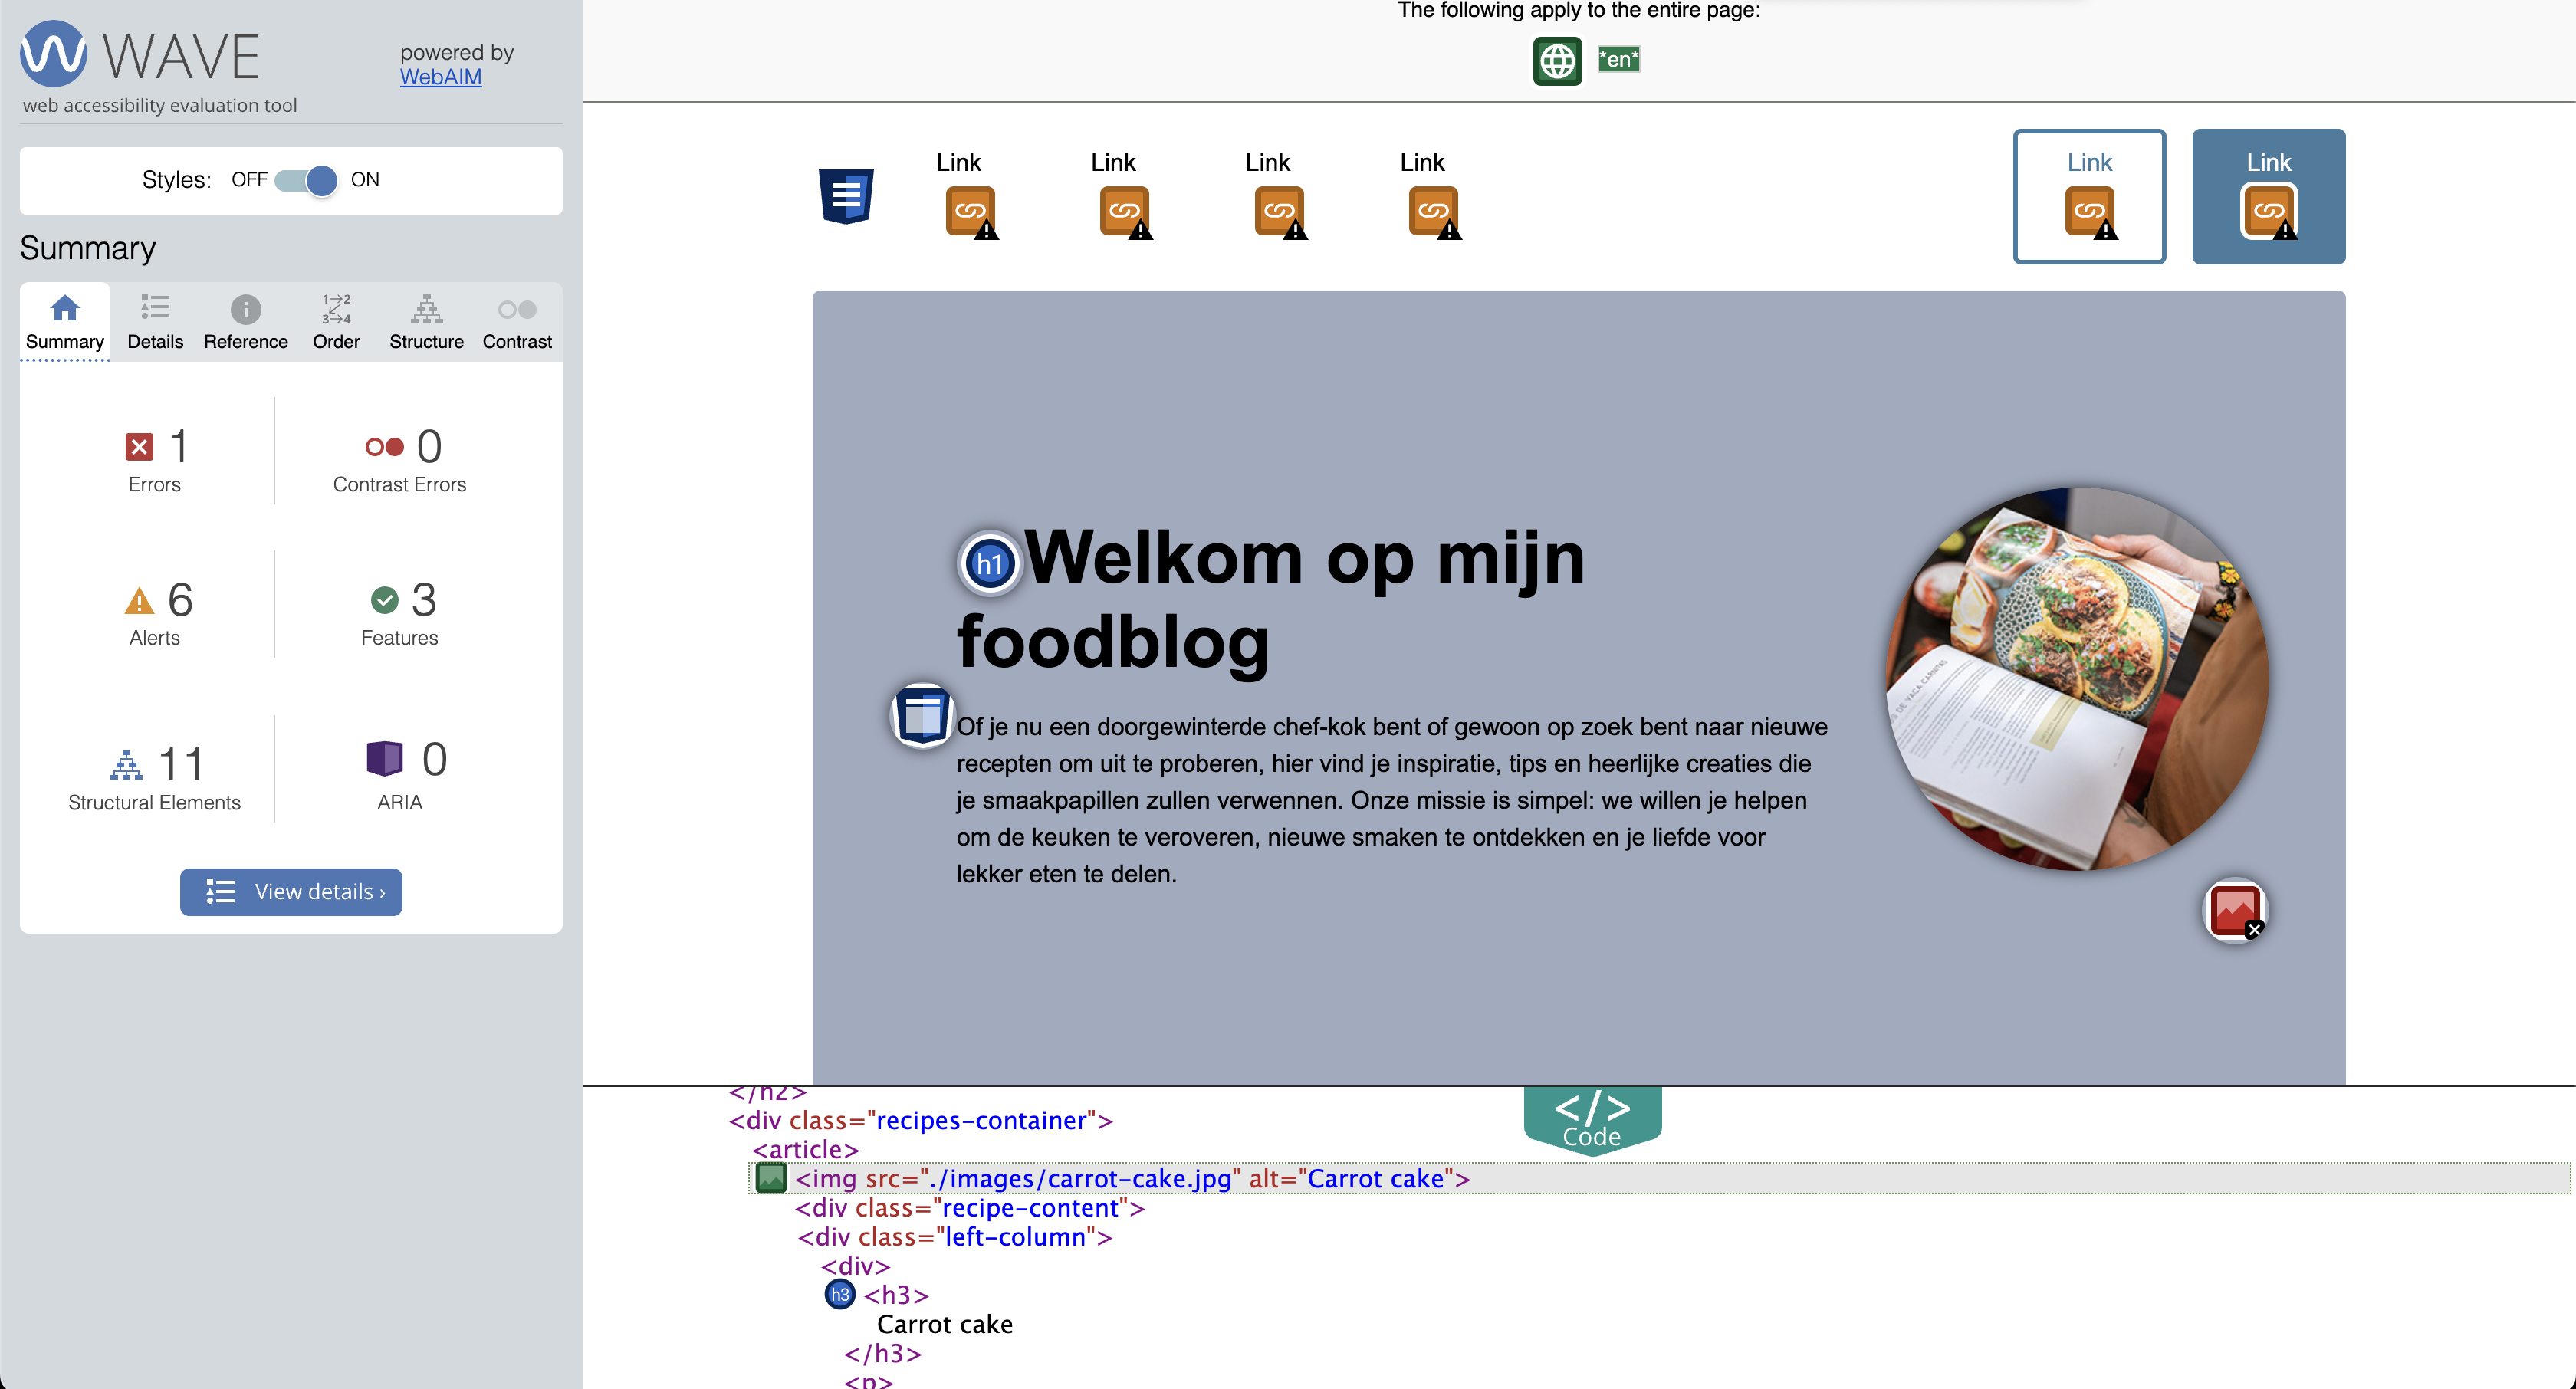 WAVE
powered by
WebAIM
web accessibility evaluation tool
Styles: OFF ON
Summary
Summary Details Reference Order Structure Contrast
1→2
3→4
1
Errors
0
Contrast Errors
6
Alerts
3
Features
11
Structural Elements
0
ARIA
View details ›
The following apply to the entire page:
*en*
Link Link Link Link Link Link
h1 Welkom op mijn
foodblog
Of je nu een doorgewinterde chef-kok bent of gewoon op zoek bent naar nieuwe
recepten om uit te proberen, hier vind je inspiratie, tips en heerlijke creaties die
je smaakpapillen zullen verwennen. Onze missie is simpel: we willen je helpen
om de keuken te veroveren, nieuwe smaken te ontdekken en je liefde voor
lekker eten te delen.
</h2>
<div class="recipes-container">
<article>
<img src="./images/carrot-cake.jpg" alt="Carrot cake">
<div class="recipe-content">
<div class="left-column">
<div>
h3 <h3>
Carrot cake
</h3>
<p>
</>
Code